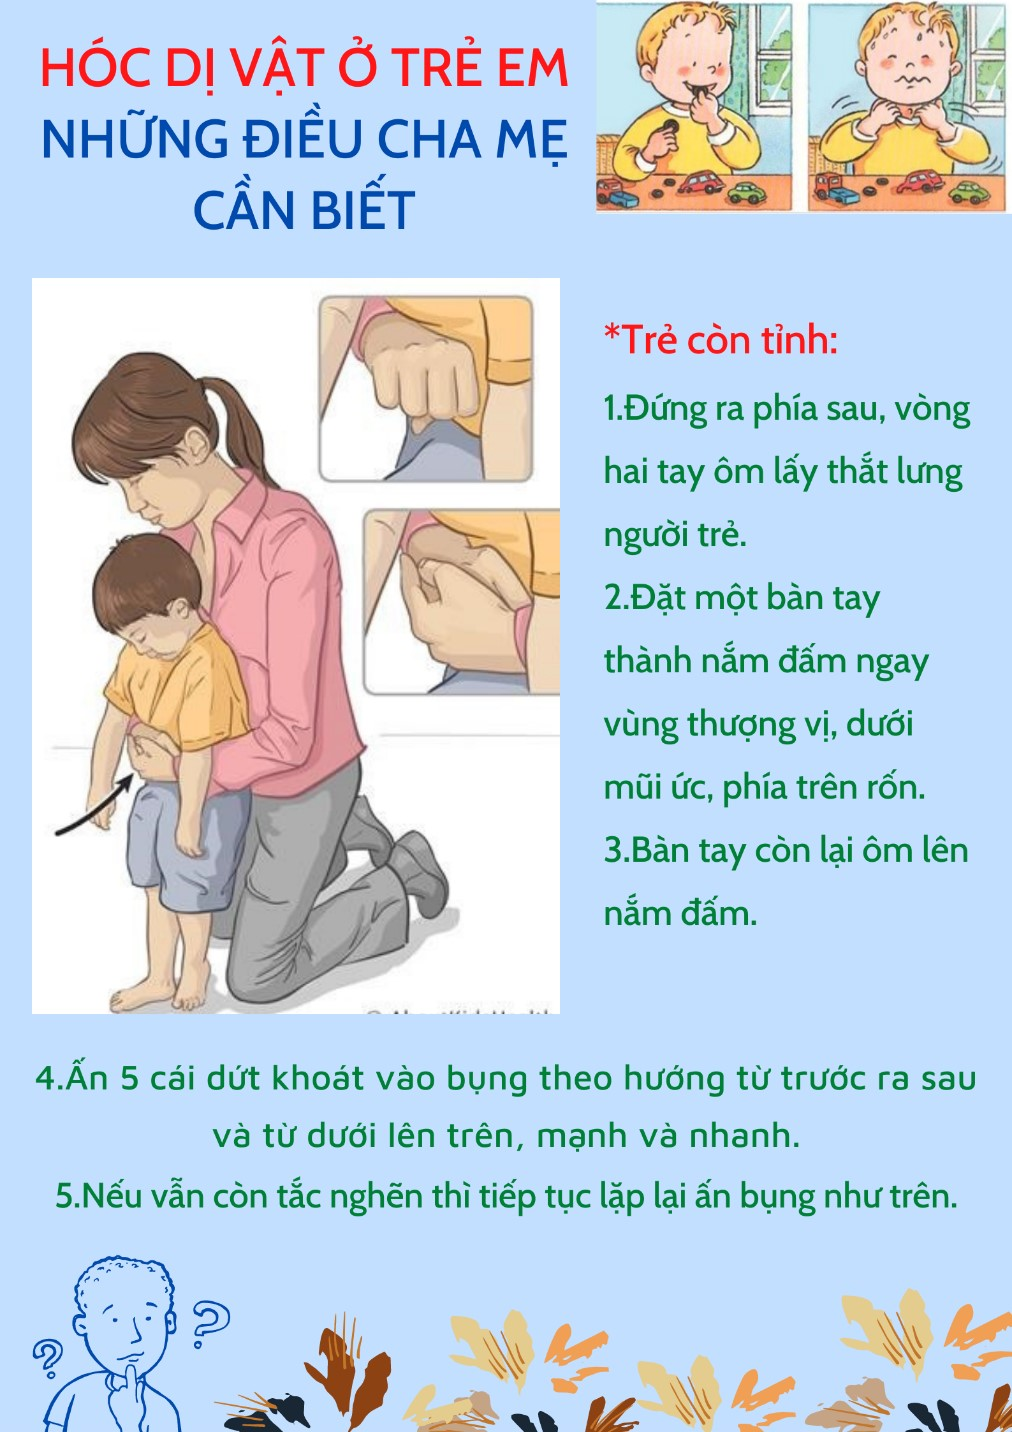 HÓC DỊ VẬT Ở TRẺ EM
NHỮNG ĐIỀU CHA MẸ
CẦN BIẾT
*Trẻ còn tỉnh:
1.Đứng ra phía sau, vòng
hai tay ôm lấy thắt lưng
người trẻ.
2.Đặt một bàn tay
thành nắm đấm ngay
vùng thượng vị, dưới
mũi ức, phía trên rốn.
3.Bàn tay còn lại ôm lên
nắm đấm.
4.Ấn 5 cái dứt khoát vào bụng theo hướng từ trước ra sau
và từ dưới lên trên, mạnh và nhanh.
5.Nếu vẫn còn tắc nghẽn thì tiếp tục lặp lại ấn bụng như trên.
? ?